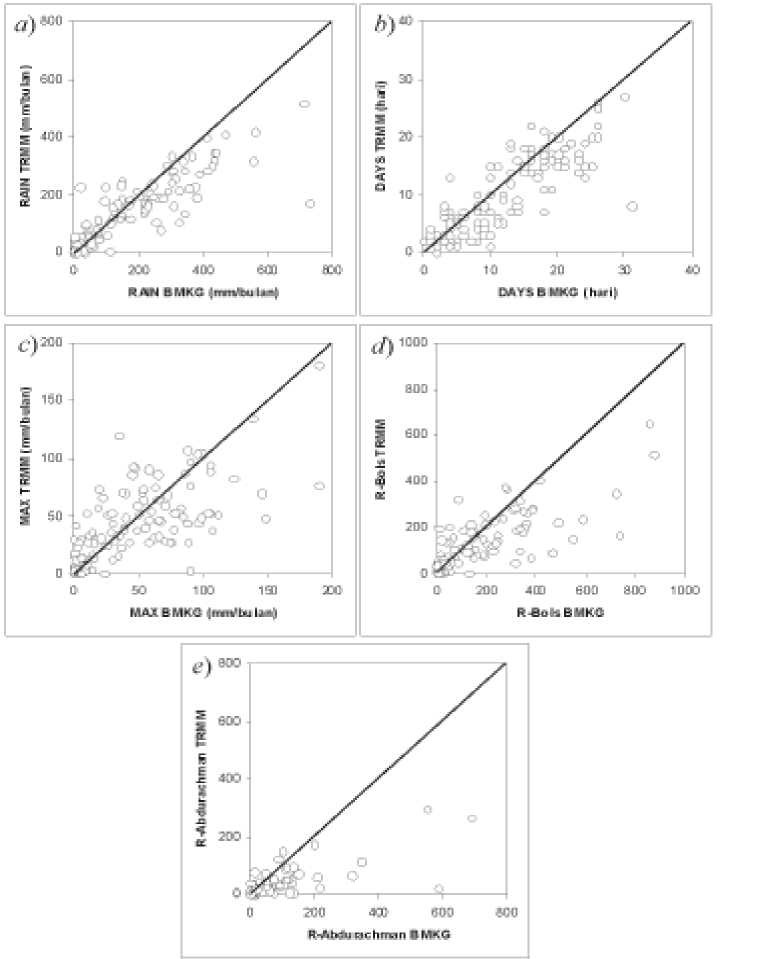 a)
800
600
400
200
0
0 200 400 600 800
RAIN TRMM (mm/bulan)
RAIN BMKG (mm/bulan)
b)
40
30
20
10
0
0 10 20 30 40
DAYS TRMM (hari)
DAYS BMKG (hari)
c)
200
150
100
50
0
0 50 100 150 200
MAX TRMM (mm/bulan)
MAX BMKG (mm/bulan)
d)
1000
800
600
400
200
0
0 200 400 600 800 1000
R-Bols TRMM
R-Bols BMKG
e)
800
600
400
200
0
0 200 400 600 800
R-Abdurachman TRMM
R-Abdurachman BMKG